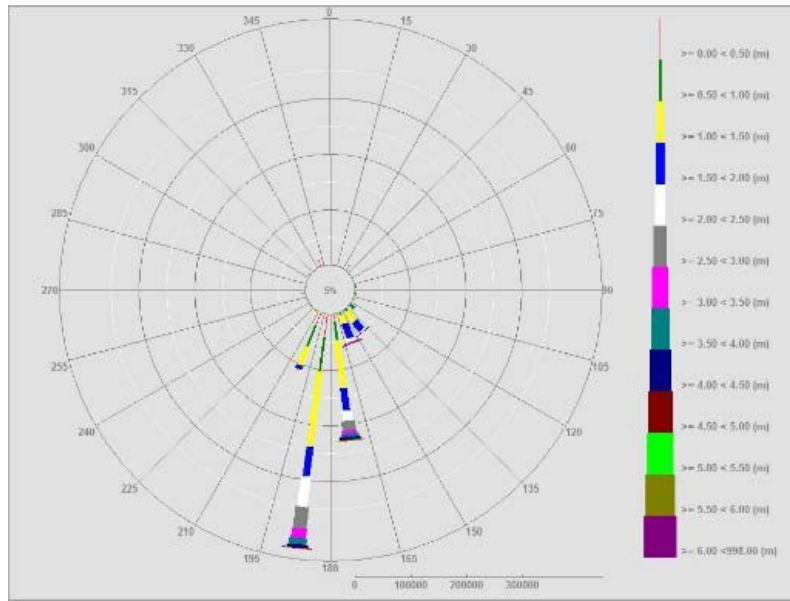 0
345
15
330
30
315
45
300
60
285
75
270
5%
90
255
105
240
120
225
135
210
150
195
165
180
0 100000 200000 300000
>= 0.00 < 0.50 (m)
>= 0.50 < 1.00 (m)
>= 1.00 < 1.50 (m)
>= 1.50 < 2.00 (m)
>= 2.00 < 2.50 (m)
>= 2.50 < 3.00 (m)
>= 3.00 < 3.50 (m)
>= 3.50 < 4.00 (m)
>= 4.00 < 4.50 (m)
>= 4.50 < 5.00 (m)
>= 5.00 < 5.50 (m)
>= 5.50 < 6.00 (m)
>= 6.00 <998.00 (m)